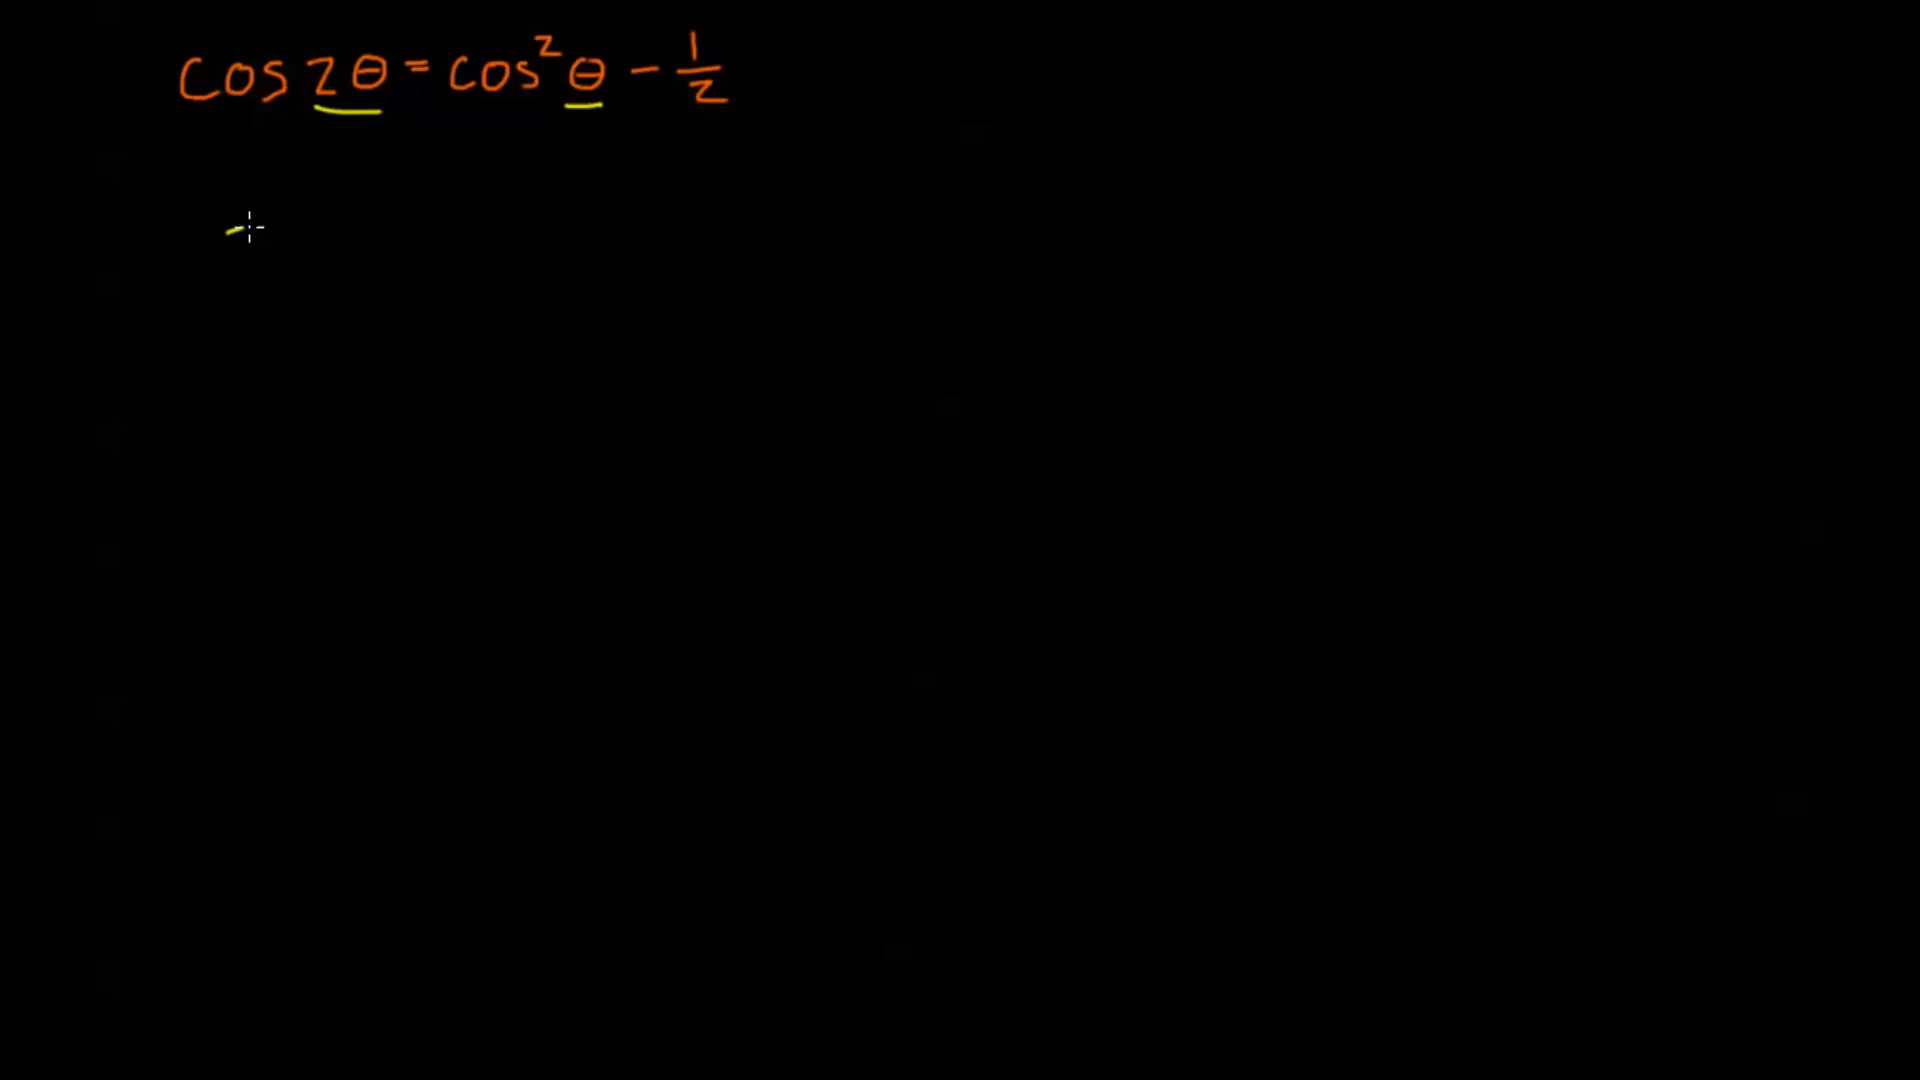 cos 2θ = cos²θ - 1/2